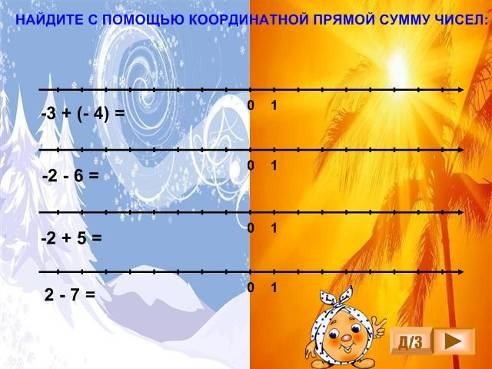 НАЙДИТЕ С ПОМОЩЬЮ КООРДИНАТНОЙ ПРЯМОЙ СУММУ ЧИСЕЛ:
0 1
-3 + (- 4) =
0 1
-2 - 6 =
0 1
-2 + 5 =
0 1
2 - 7 =
Д/З